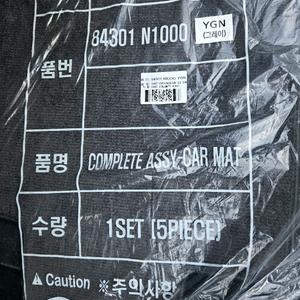 84301 N1000
YGN
(그레이)
품번
품명
COMPLETE ASSY-CAR MAT
수량
1SET (5PIECE)
Caution ※주의사항